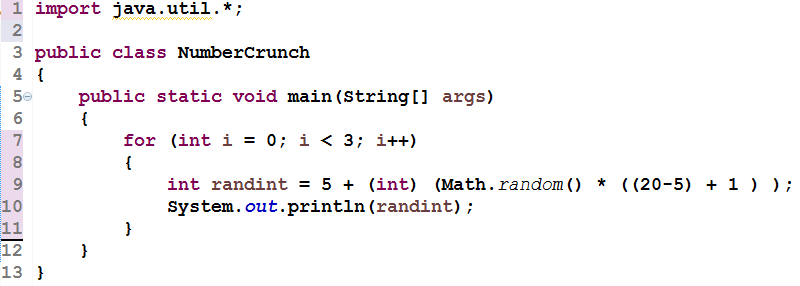 1 import java.util.*;
2
3 public class NumberCrunch
4 {
5     public static void main(String[] args)
6     {
7         for (int i = 0; i < 3; i++)
8         {
9             int randint = 5 + (int) (Math.random() * ((20-5) + 1 ) );
10             System.out.println(randint);
11         }
12     }
13 }